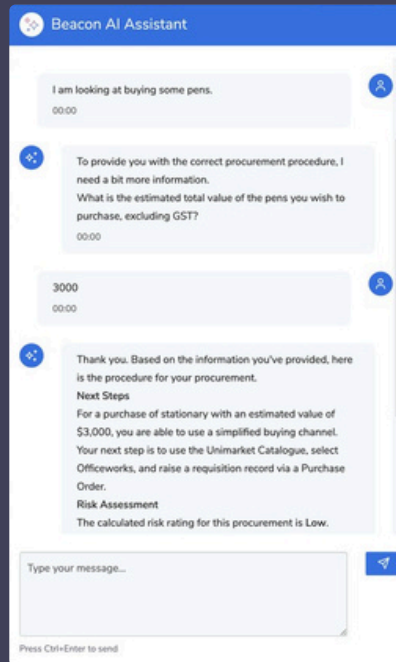 Beacon AI Assistant
I am looking at buying some pens.
00:00
To provide you with the correct procurement procedure, I
need a bit more information.
What is the estimated total value of the pens you wish to
purchase, excluding GST?
00:00
3000
00:00
Thank you. Based on the information you've provided, here
is the procedure for your procurement.
Next Steps
For a purchase of stationary with an estimated value of
$3,000, you are able to use a simplified buying channel.
Your next step is to use the Unimarket Catalogue, select
Officeworks, and raise a requisition record via a Purchase
Order.
Risk Assessment
The calculated risk rating for this procurement is Low.
Type your message...
Press Ctrl+Enter to send